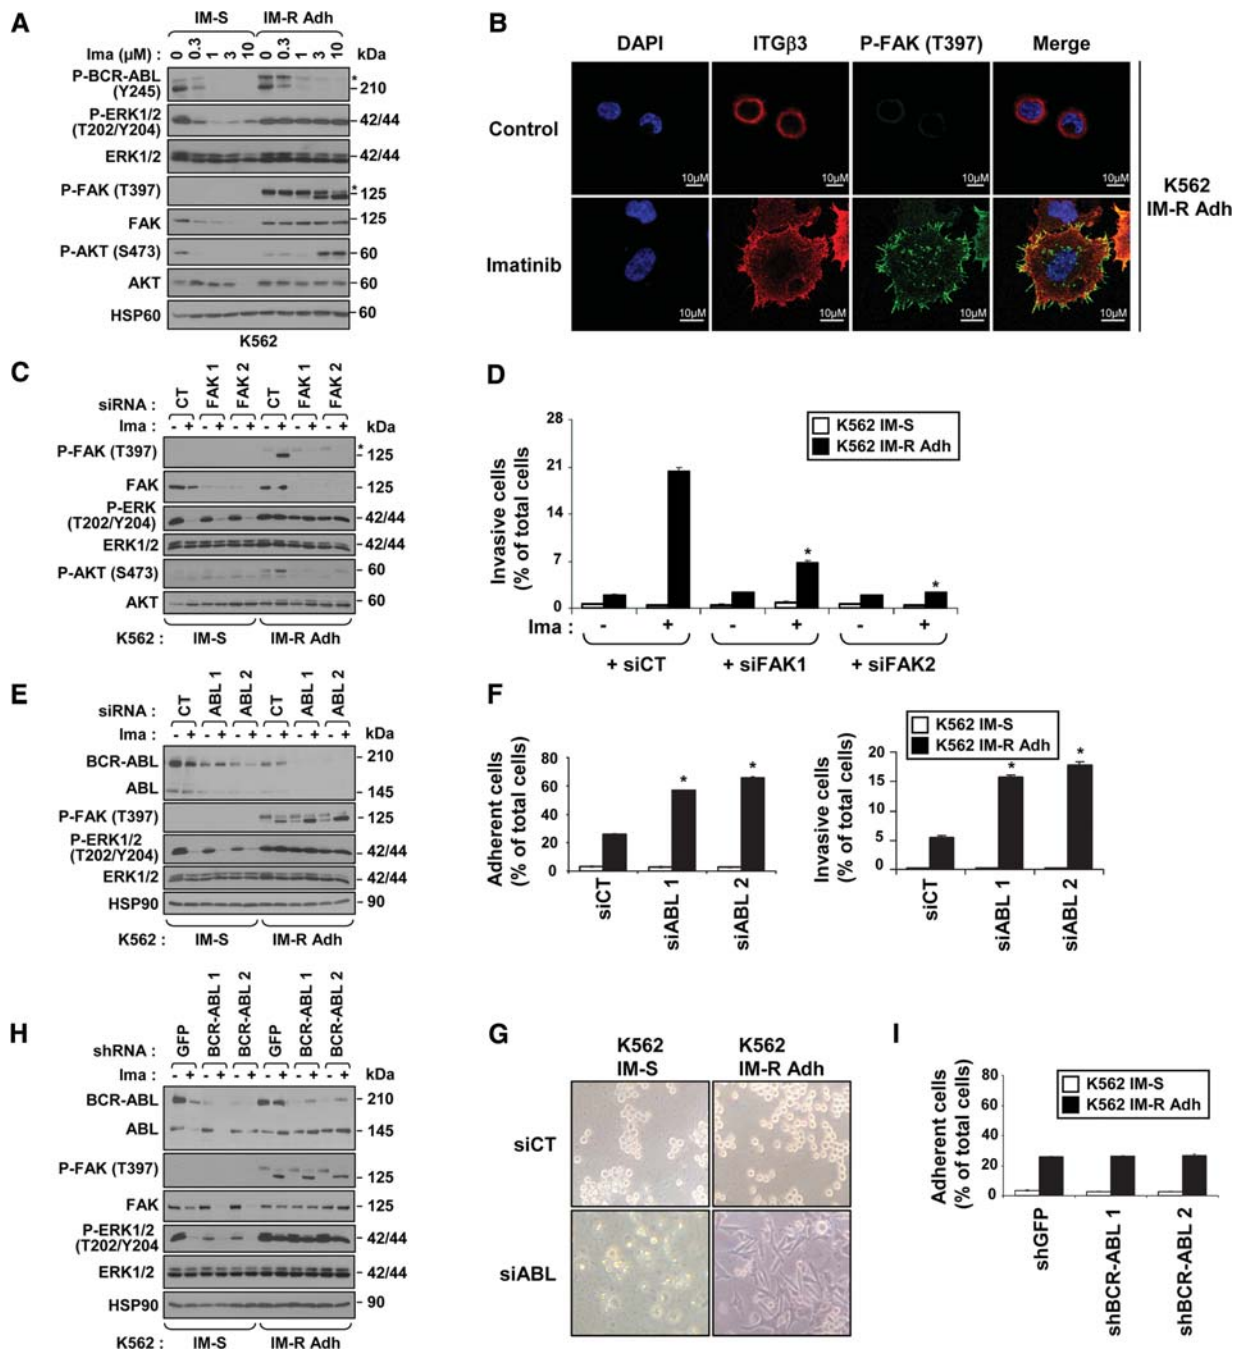 A
IM-S IM-R Adh
Ima (µM) : 0 0.3 1 3 10 0 0.3 1 3 10 kDa
P-BCR-ABL (Y245) * 210
P-ERK1/2 (T202/Y204) 42/44
ERK1/2 42/44
P-FAK (T397) * 125
FAK 125
P-AKT (S473) 60
AKT 60
HSP60 60
K562
B
DAPI ITGβ3 P-FAK (T397) Merge
Control
10µM 10µM 10µM 10µM
Imatinib
10µM 10µM 10µM 10µM
K562
IM-R Adh
C
siRNA : CT FAK 1 FAK 2 CT FAK 1 FAK 2
Ima : - + - + - + - + - + - + kDa
P-FAK (T397) * 125
FAK 125
P-ERK (T202/Y204) 42/44
ERK1/2 42/44
P-AKT (S473) 60
AKT 60
K562 : IM-S IM-R Adh
D
Invasive cells
(% of total cells)
28
21
14
7
0
K562 IM-S
K562 IM-R Adh
* *
Ima : - + - + - +
+ siCT + siFAK1 + siFAK2
E
siRNA : CT ABL 1 ABL 2 CT ABL 1 ABL 2
Ima : - + - + - + - + - + - + kDa
BCR-ABL 210
ABL 145
P-FAK (T397) * 125
P-ERK1/2 (T202/Y204) 42/44
ERK1/2 42/44
HSP90 90
K562 : IM-S IM-R Adh
F
Adherent cells
(% of total cells)
80
60
40
20
0
* *
siCT siABL 1 siABL 2
K562 IM-S
K562 IM-R Adh
Invasive cells
(% of total cells)
20
15
10
5
0
* *
siCT siABL 1 siABL 2
H
shRNA : GFP BCR-ABL 1 BCR-ABL 2 GFP BCR-ABL 1 BCR-ABL 2
Ima : - + - + - + - + - + - + kDa
BCR-ABL 210
ABL 145
P-FAK (T397) 125
FAK 125
P-ERK1/2 (T202/Y204 42/44
ERK1/2 42/44
HSP90 90
K562 : IM-S IM-R Adh
G
K562 IM-S K562 IM-R Adh
siCT
siABL
I
Adherent cells
(% of total cells)
80
60
40
20
0
K562 IM-S
K562 IM-R Adh
shGFP shBCR-ABL 1 shBCR-ABL 2